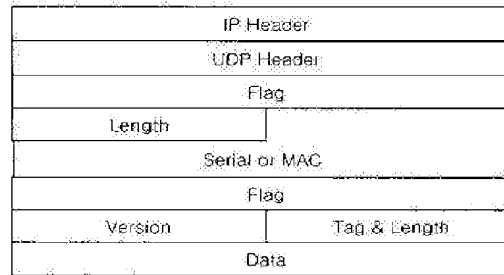 IP Header
UDP Header
Flag
Length
Serial or MAC
Flag
Version Tag & Length
Data